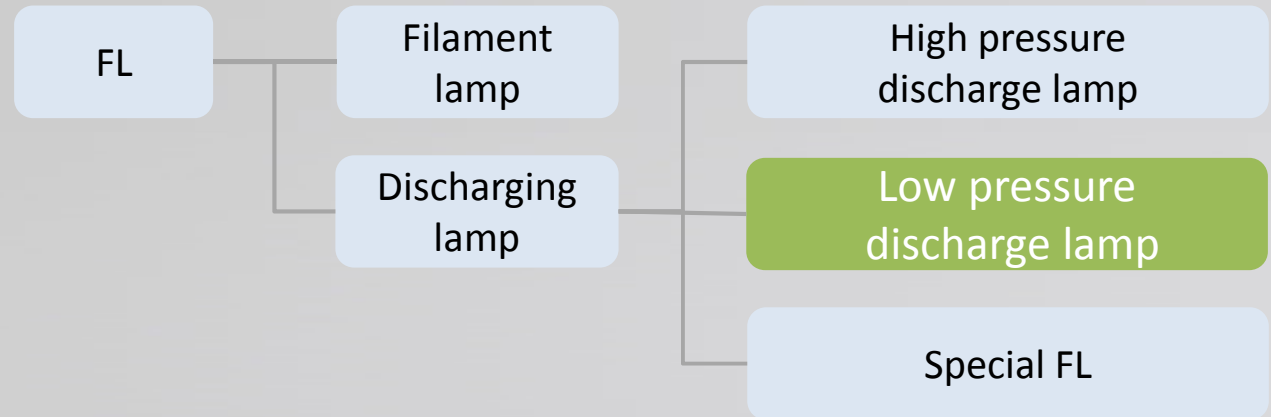 FL
Filament
lamp
Discharging
lamp
High pressure
discharge lamp
Low pressure
discharge lamp
Special FL